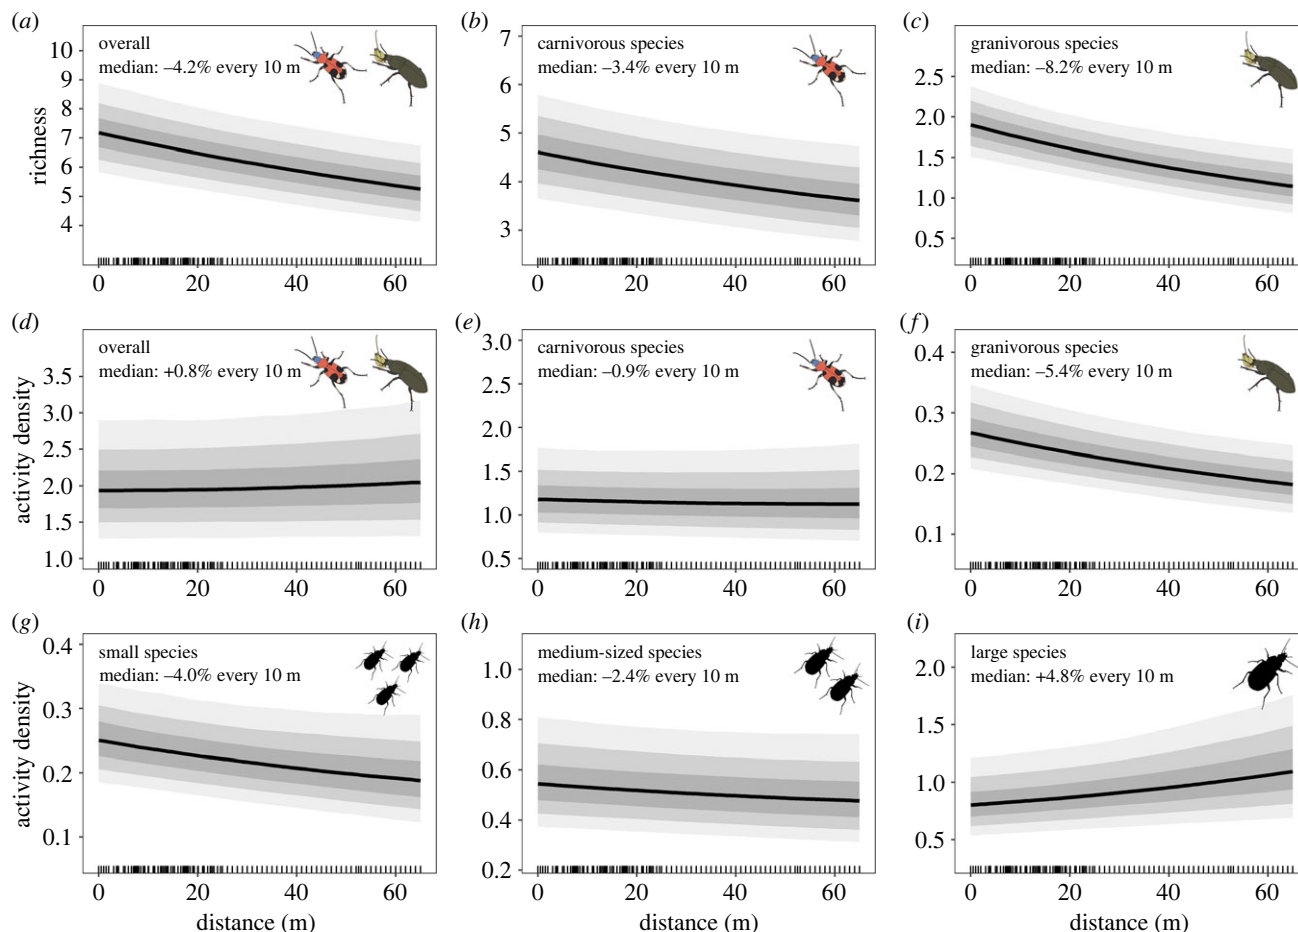 (a)
overall
median: –4.2% every 10 m
richness
10
9
8
7
6
5
4
0 20 40 60
(b)
carnivorous species
median: –3.4% every 10 m
7
6
5
4
3
0 20 40 60
(c)
granivorous species
median: –8.2% every 10 m
2.5
2.0
1.5
1.0
0.5
0 20 40 60
(d)
overall
median: +0.8% every 10 m
activity density
3.5
3.0
2.5
2.0
1.5
1.0
0 20 40 60
(e)
carnivorous species
median: –0.9% every 10 m
3.0
2.5
2.0
1.5
1.0
0.5
0 20 40 60
(f)
granivorous species
median: –5.4% every 10 m
0.4
0.3
0.2
0.1
0 20 40 60
(g)
small species
median: –4.0% every 10 m
activity density
0.4
0.3
0.2
0.1
0 20 40 60
distance (m)
(h)
medium-sized species
median: –2.4% every 10 m
1.0
0.8
0.6
0.4
0.2
0 20 40 60
distance (m)
(i)
large species
median: +4.8% every 10 m
2.0
1.5
1.0
0.5
0 20 40 60
distance (m)